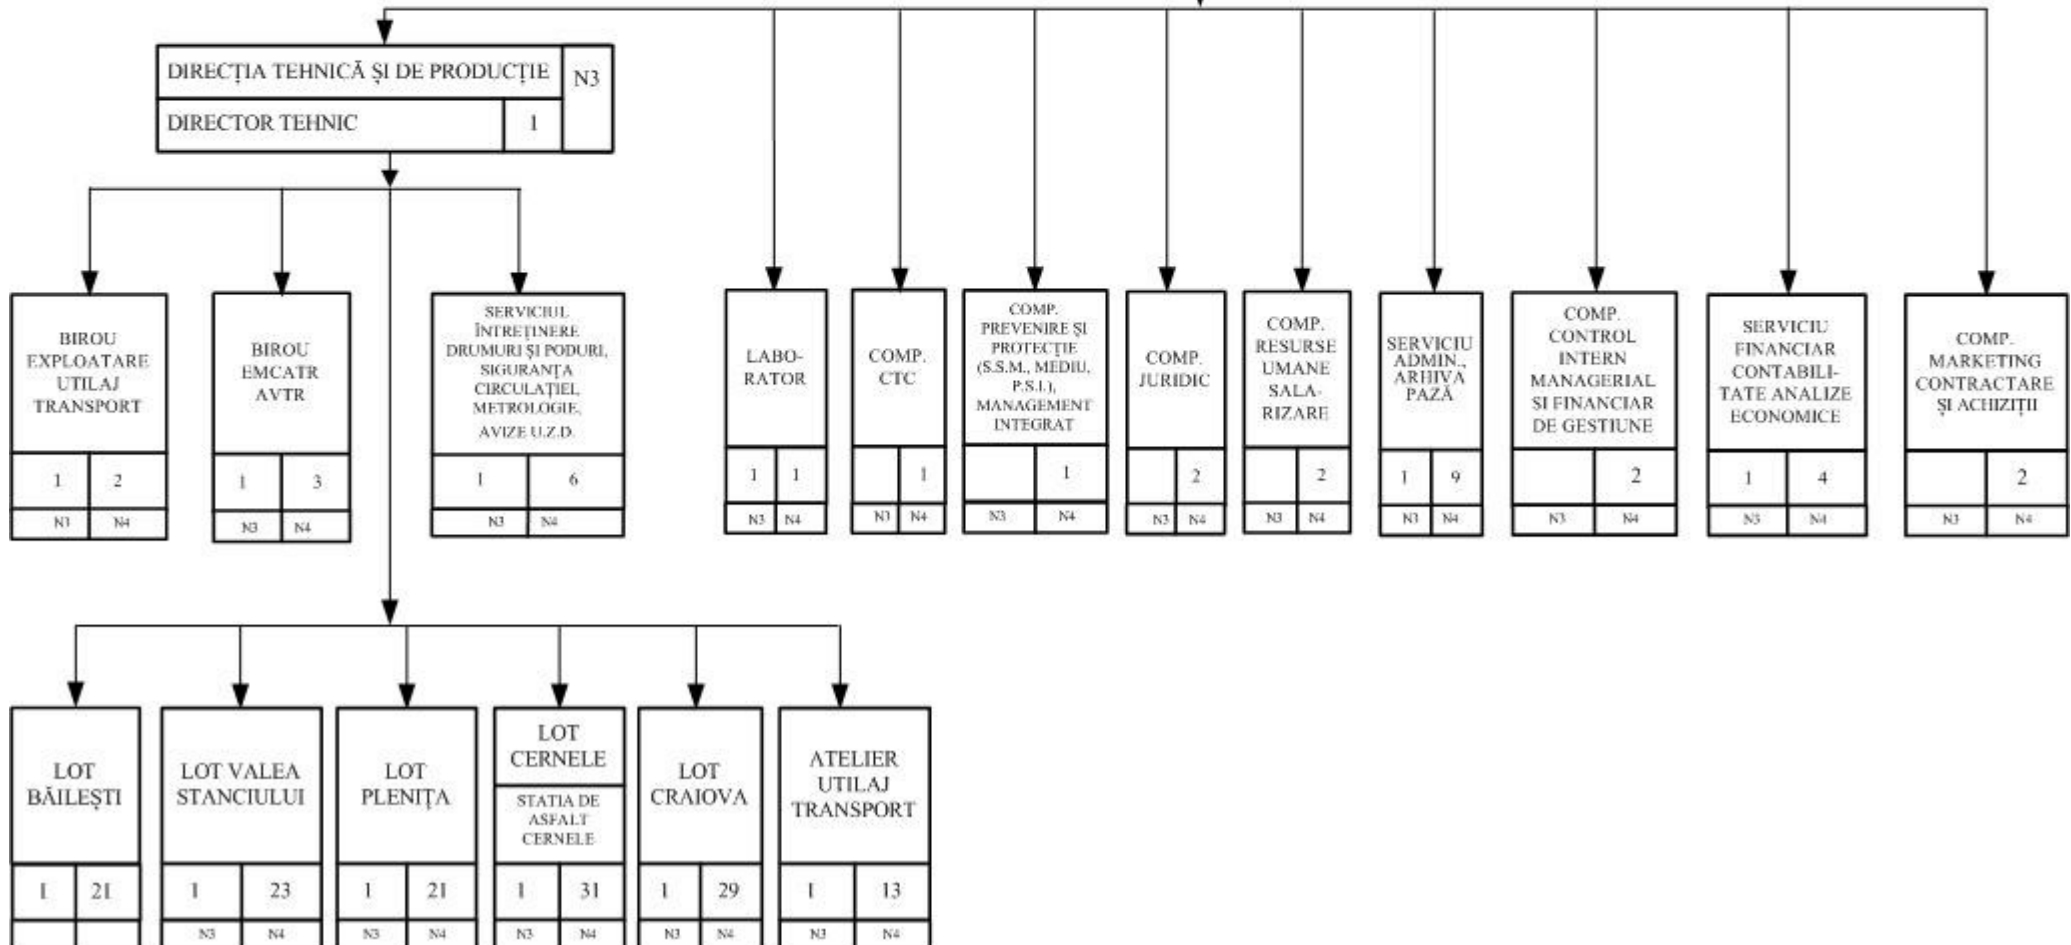 DIRECȚIA TEHNICĂ ȘI DE PRODUCȚIE
N3
DIRECTOR TEHNIC
1
BIROU
EXPLOATARE
UTILAJ
TRANSPORT
1 2
N3 N4
BIROU
EMCATR
AVTR
1 3
N3 N4
SERVICIUL
ÎNTREȚINERE
DRUMURI ȘI PODURI,
SIGURANȚA
CIRCULAȚIEI,
METROLOGIE,
AVIZE U.Z.D.
1 6
N3 N4
LABO-
RATOR
1 1
N3 N4
COMP.
CTC
1
N3 N4
COMP.
PREVENIRE ȘI
PROTECȚIE
(S.S.M., MEDIU,
P.S.I.),
MANAGEMENT
INTEGRAT
1
N3 N4
COMP.
JURIDIC
2
N3 N4
COMP.
RESURSE
UMANE
SALA-
RIZARE
2
N3 N4
SERVICIU
ADMIN.,
ARHIVA
PAZĂ
1 9
N3 N4
COMP.
CONTROL
INTERN
MANAGERIAL
SI FINANCIAR
DE GESTIUNE
2
N3 N4
SERVICIU
FINANCIAR
CONTABILI-
TATE ANALIZE
ECONOMICE
1 4
N3 N4
COMP.
MARKETING
CONTRACTARE
ȘI ACHIZIȚII
2
N3 N4
LOT
BĂILEȘTI
1 21
LOT VALEA
STANCIULUI
1 23
N3 N4
LOT
PLENIȚA
1 21
N3 N4
LOT
CERNELE
STATIA DE
ASFALT
CERNELE
1 31
N3 N4
LOT
CRAIOVA
1 29
N3 N4
ATELIER
UTILAJ
TRANSPORT
1 13
N3 N4